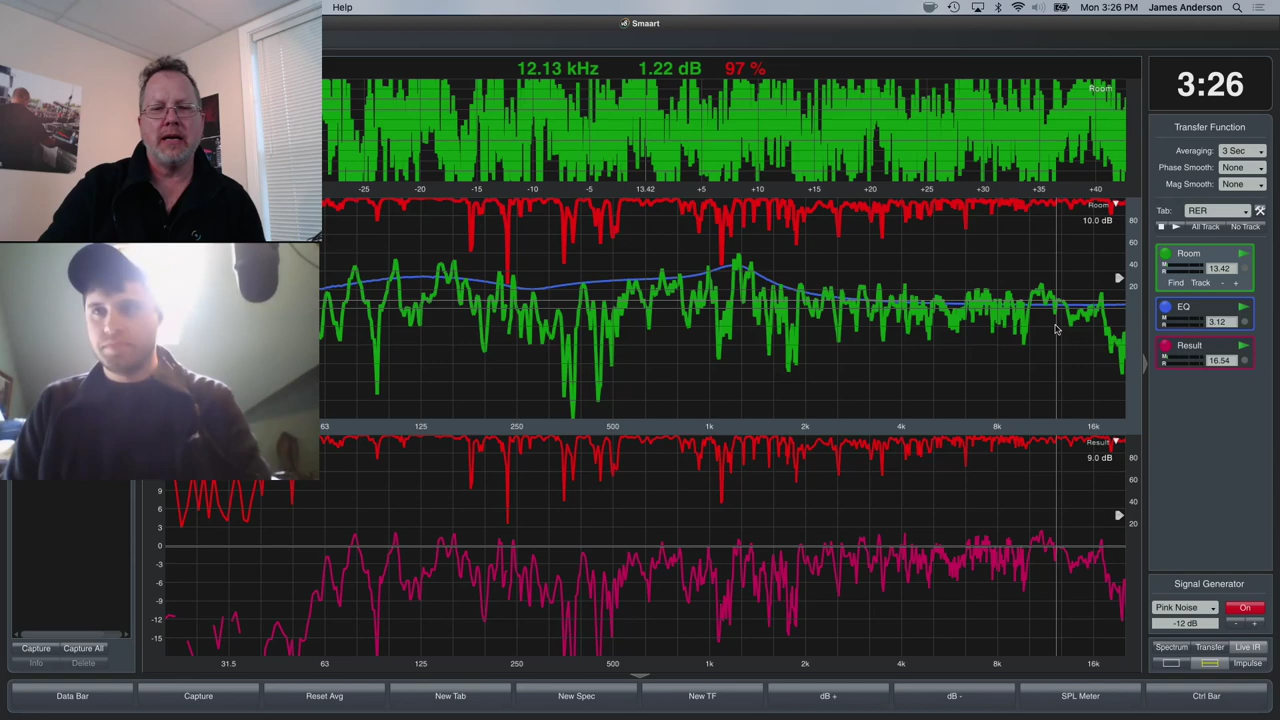 Help
Mon 3:26 PM James Anderson
Smaart
12.13 kHz 1.22 dB 97 %
Room
-25 -20 -15 -10 -5 13.42 +5 +10 +15 +20 +25 +30 +35 +40
Room
10.0 dB
80
60
40
20
63 125 250 500 1k 2k 4k 8k 16k
Result
9.0 dB
80
60
40
20
9
6
3
0
-3
-6
-9
-12
-15
31.5 63 125 250 500 1k 2k 4k 8k 16k
3:26
Transfer Function
Averaging: 3 Sec
Phase Smooth: None
Mag Smooth: None
Tab: RER
All Track No Track
Room
M
R 13.42
Find Track - +
EQ
M
R 3.12
Result
M
R 16.54
Signal Generator
Pink Noise On
-12 dB - +
Spectrum Transfer Live IR
Impulse
Capture Capture All
Info Delete
Data Bar Capture Reset Avg New Tab New Spec New TF dB + dB - SPL Meter Ctrl Bar